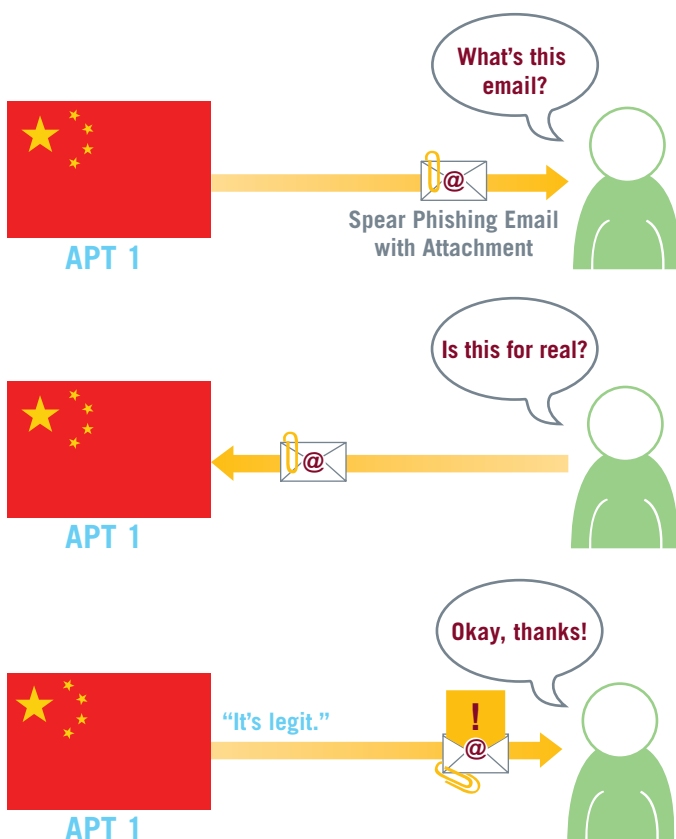 What's this
email?
@
Spear Phishing Email
with Attachment
APT 1
Is this for real?
@
APT 1
Okay, thanks!
“It's legit.”
!
@
APT 1